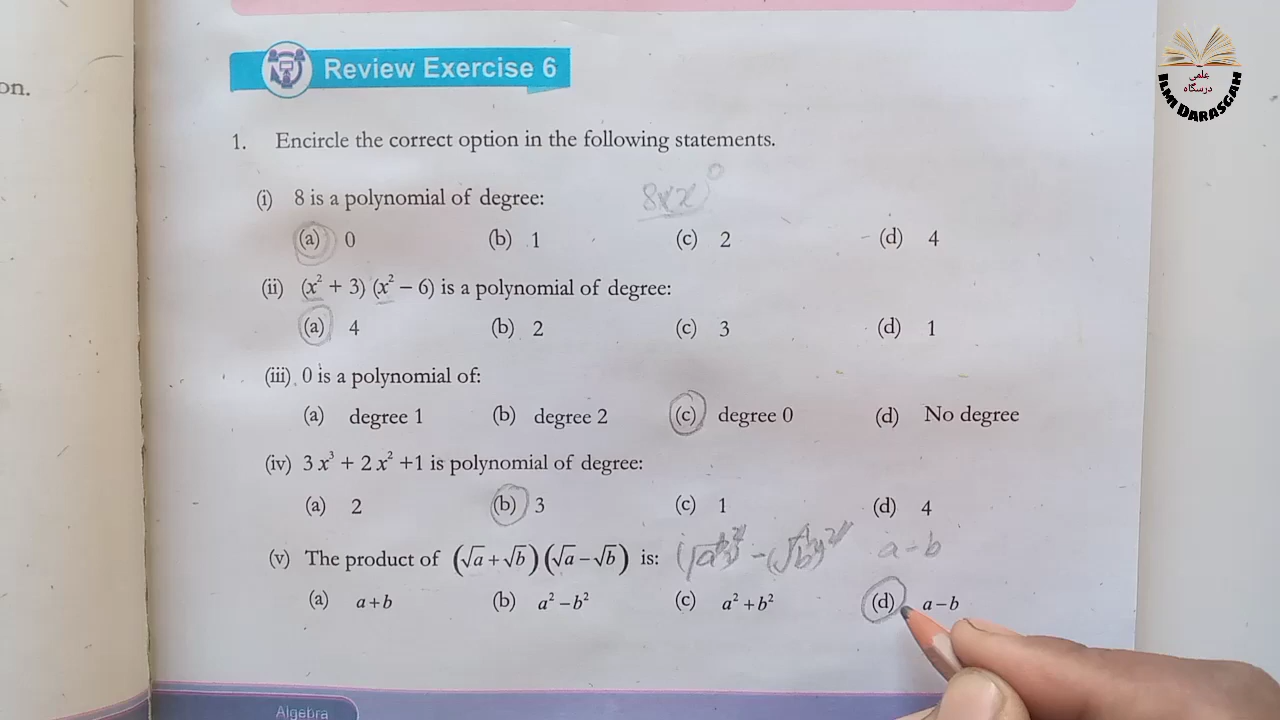 on.
علمی
درسگاہ
ILMI DARASGAH
Review Exercise 6
1. Encircle the correct option in the following statements.
(i) 8 is a polynomial of degree: 8×x⁰
(a) 0 (b) 1 (c) 2 (d) 4
(ii) (x² + 3) (x² − 6) is a polynomial of degree:
(a) 4 (b) 2 (c) 3 (d) 1
(iii) 0 is a polynomial of:
(a) degree 1 (b) degree 2 (c) degree 0 (d) No degree
(iv) 3x³ + 2x² +1 is polynomial of degree:
(a) 2 (b) 3 (c) 1 (d) 4
(v) The product of (√a + √b)(√a − √b) is: a − b
(a) a+b (b) a² − b² (c) a² + b² (d) a − b
Algebra